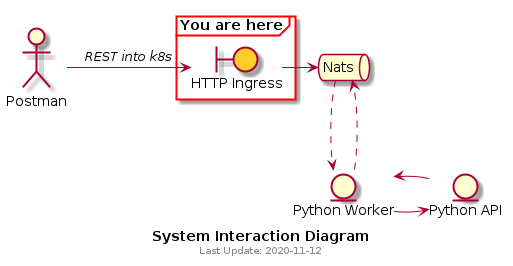 You are here
REST into k8s
Postman
HTTP Ingress
Nats
Python Worker
Python API
System Interaction Diagram
Last Update: 2020-11-12